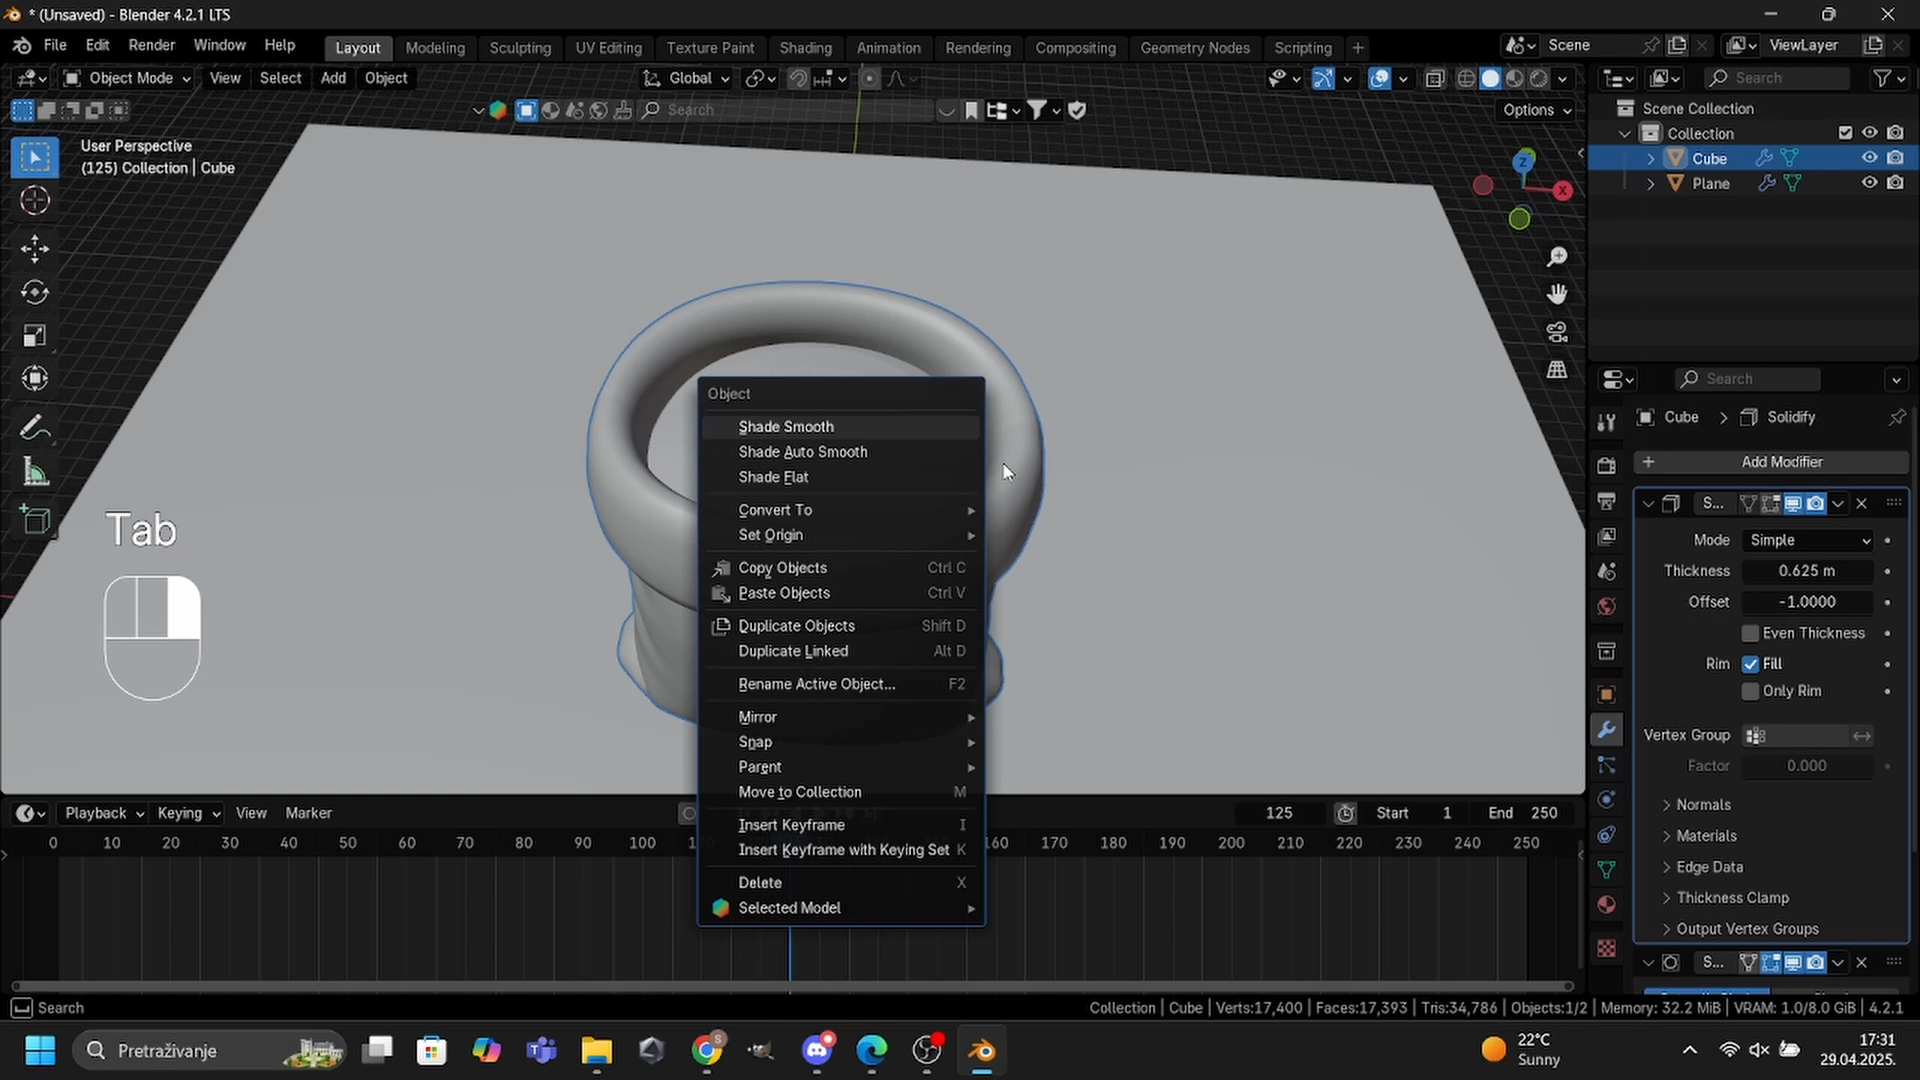 * (Unsaved) - Blender 4.2.1 LTS
File Edit Render Window Help Layout Modeling Sculpting UV Editing Texture Paint Shading Animation Rendering Compositing Geometry Nodes Scripting + Scene ViewLayer
Object Mode View Select Add Object Global Search
Search Options
User Perspective
(125) Collection | Cube
Scene Collection
Collection
Cube
Plane
Z
X
Search
Cube > Solidify
+ Add Modifier
S...
Mode Simple
Thickness 0.625 m
Offset -1.0000
Even Thickness
Rim Fill
Only Rim
Vertex Group
Factor 0.000
Normals
Materials
Edge Data
Thickness Clamp
Output Vertex Groups
S...
Object
Shade Smooth
Shade Auto Smooth
Shade Flat
Convert To
Set Origin
Copy Objects Ctrl C
Paste Objects Ctrl V
Duplicate Objects Shift D
Duplicate Linked Alt D
Rename Active Object... F2
Mirror
Snap
Parent
Move to Collection M
Insert Keyframe I
Insert Keyframe with Keying Set K
Delete X
Selected Model
Tab
Playback Keying View Marker 125 Start 1 End 250
0 10 20 30 40 50 60 70 80 90 100 160 170 180 190 200 210 220 230 240 250
Search
Collection | Cube | Verts:17,400 | Faces:17,393 | Tris:34,786 | Objects:1/2 | Memory: 32.2 MiB | VRAM: 1.0/8.0 GiB | 4.2.1
Pretraživanje
22°C
Sunny
17:31
29.04.2025.